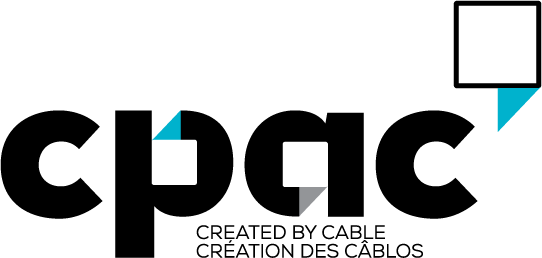 cpac
CREATED BY CABLE
CRÉATION DES CÂBLOS